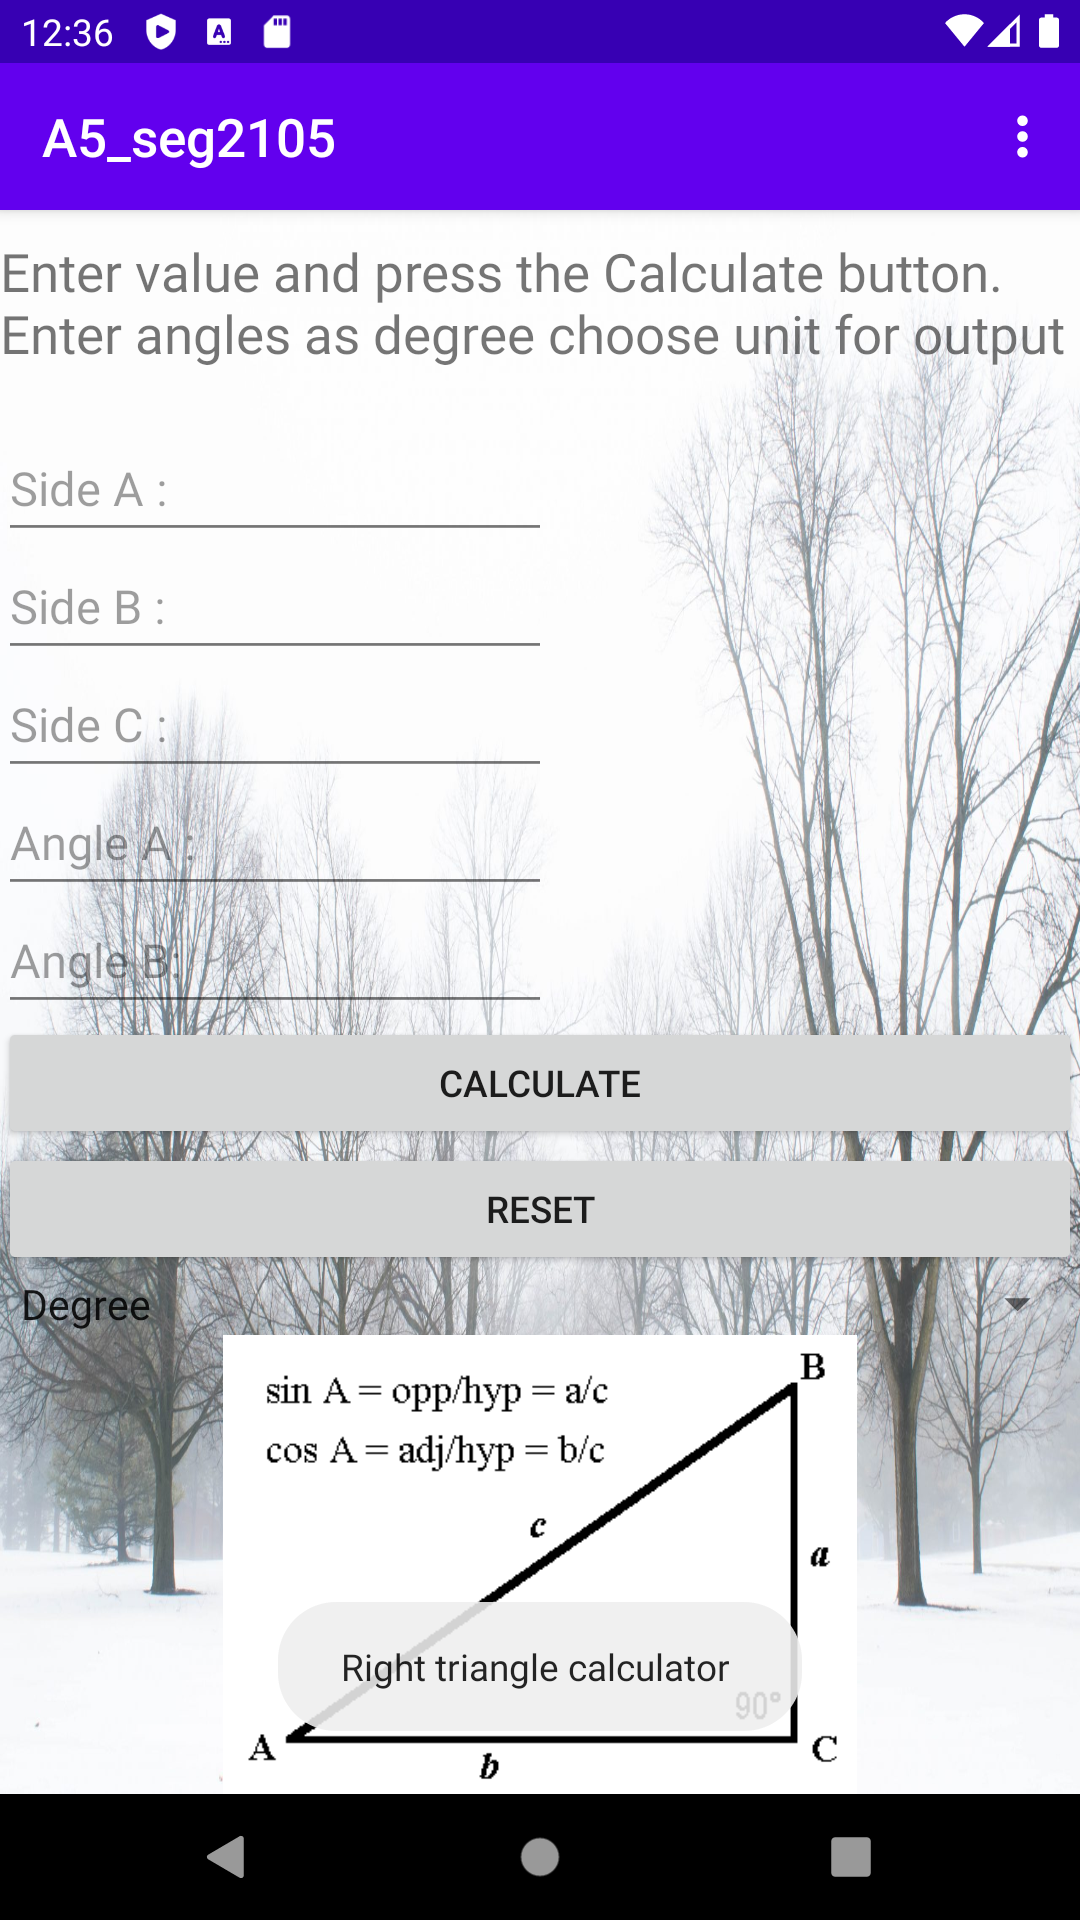 12:36
A5_seg2105
Enter value and press the Calculate button.
Enter angles as degree choose unit for output
Side A :
Side B :
Side C :
Angle A :
Angle B:
CALCULATE
RESET
Degree
sin A = opp/hyp = a/c
cos A = adj/hyp = b/c
B
c
a
Right triangle calculator
90°
A
b
C